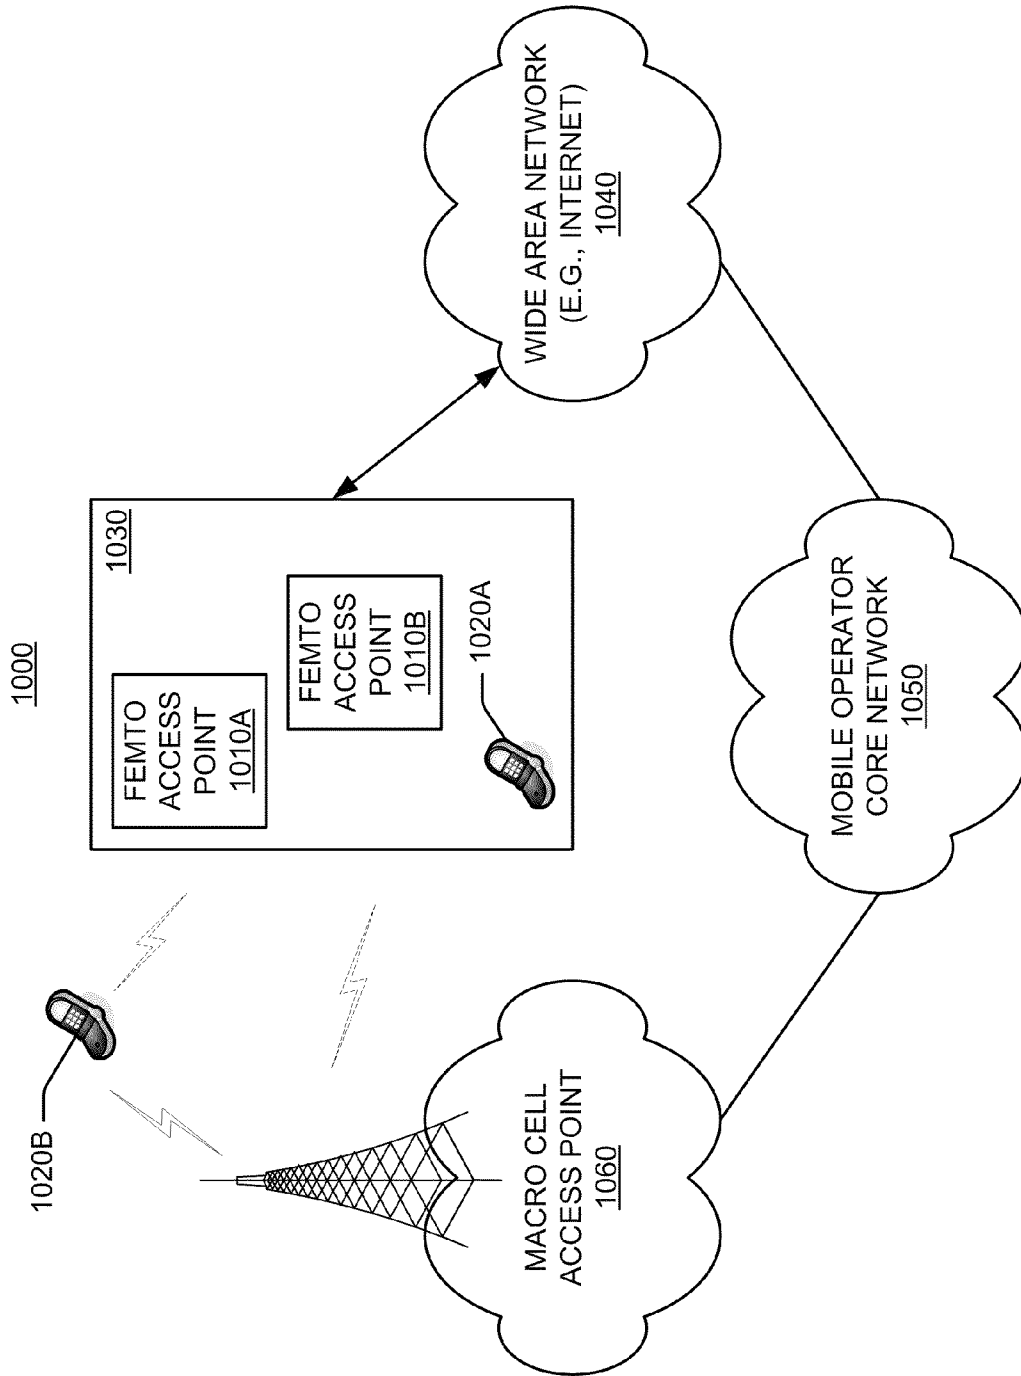 1000
1020B
1030
FEMTO
ACCESS
POINT
1010A
FEMTO
ACCESS
POINT
1010B
1020A
MACRO CELL
ACCESS POINT
1060
WIDE AREA NETWORK
(E.G., INTERNET)
1040
MOBILE OPERATOR
CORE NETWORK
1050